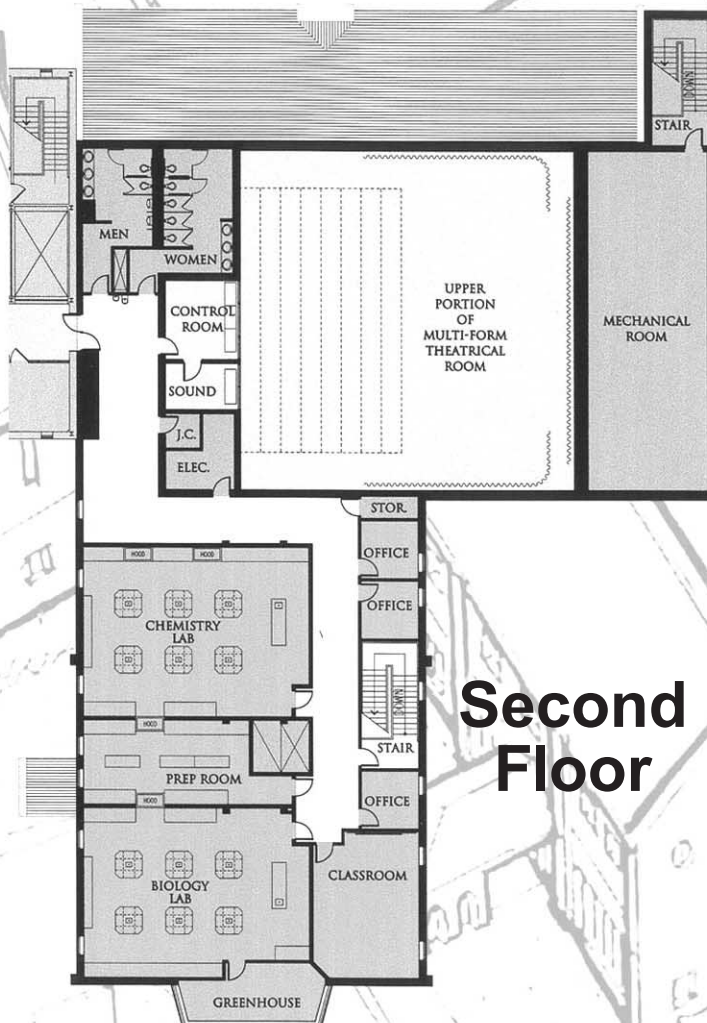 DOWN
STAIR
MEN
WOMEN
CONTROL
ROOM
UPPER
PORTION
OF
MULTI-FORM
THEATRICAL
ROOM
MECHANICAL
ROOM
SOUND
J.C.
ELEC.
STOR.
HOOD
HOOD
OFFICE
OFFICE
CHEMISTRY
LAB
DOWN
STAIR
Second
Floor
HOOD
PREP ROOM
HOOD
OFFICE
CLASSROOM
BIOLOGY
LAB
GREENHOUSE